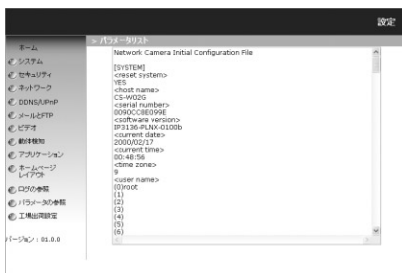 設定
> パラメータリスト
ホーム
システム
セキュリティ
ネットワーク
DDNS/UPnP
メールとFTP
ビデオ
動体検知
アプリケーション
ホームページ
レイアウト
ログの参照
パラメータの参照
工場出荷設定
バージョン : 01.0.0
Network Camera Initial Configuration File
[SYSTEM]
<reset system>
YES
<host name>
CS-W02G
<serial number>
0090CC8E099E
<software version>
IP3136-PLNX-0100b
<current date>
2000/02/17
<current time>
00:48:56
<time zone>
9
<user name>
(0)root
(1)
(2)
(3)
(4)
(5)
(6)